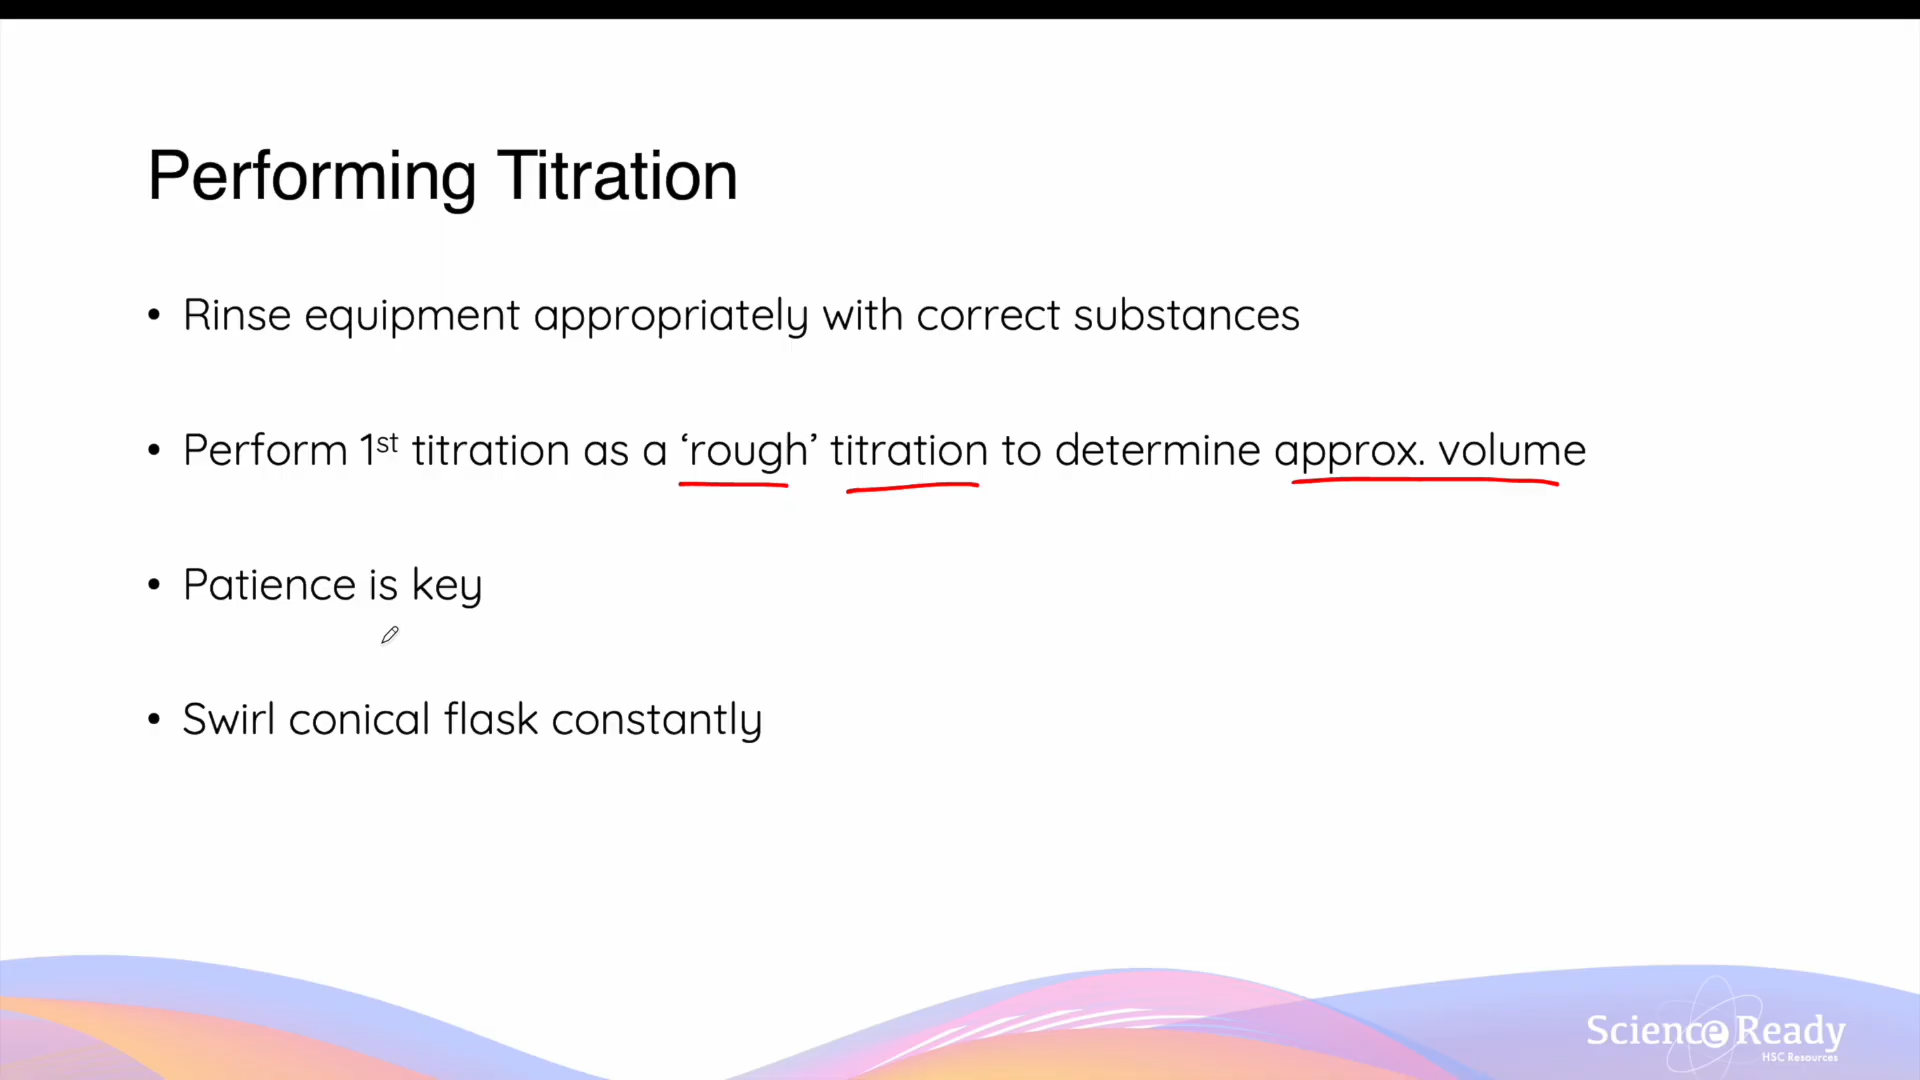 Performing Titration
• Rinse equipment appropriately with correct substances
• Perform 1st titration as a ‘rough’ titration to determine approx. volume
• Patience is key
• Swirl conical flask constantly
Science Ready
HSC Resources